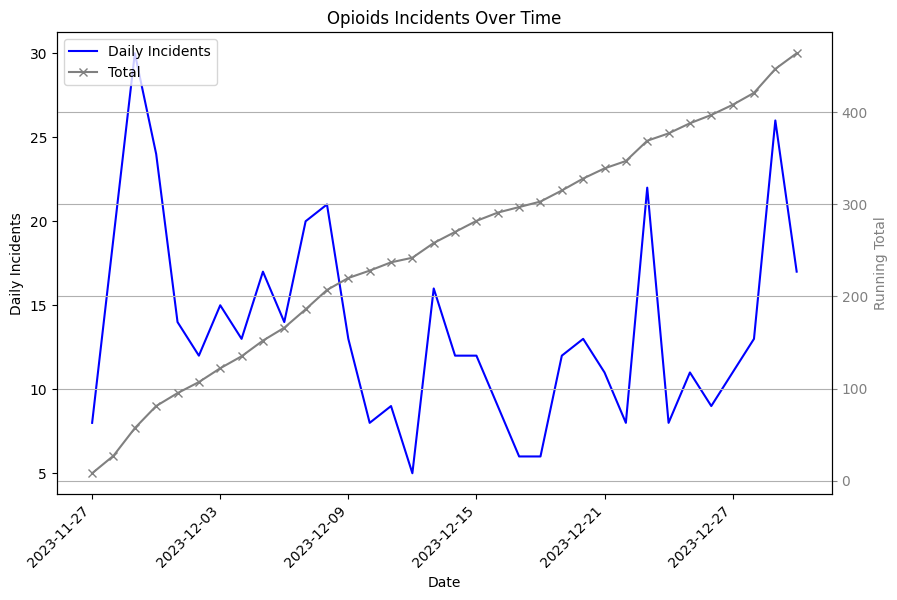 Opioids Incidents Over Time
Daily Incidents
Total
30
25
20
15
10
5
Daily Incidents
400
300
200
100
0
Running Total
2023-11-27
2023-12-03
2023-12-09
2023-12-15
2023-12-21
2023-12-27
Date